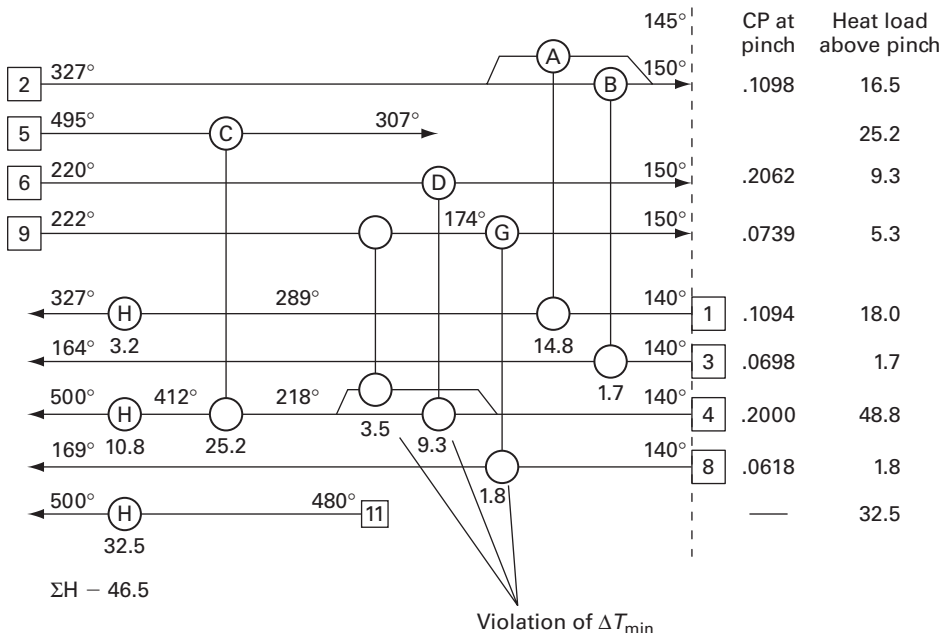 145° CP at pinch Heat load above pinch
2 327° A B 150° .1098 16.5
5 495° C 307° 25.2
6 220° D 150° .2062 9.3
9 222° 174° G 150° .0739 5.3
327° H 289° 140° 1 .1094 18.0
3.2 14.8
164° 140° 3 .0698 1.7
1.7
500° H 412° 218° 140° 4 .2000 48.8
10.8 25.2 3.5 9.3
169° 140° 8 .0618 1.8
1.8
500° H 480° 11 — 32.5
32.5
ΣH − 46.5
Violation of ΔTmin